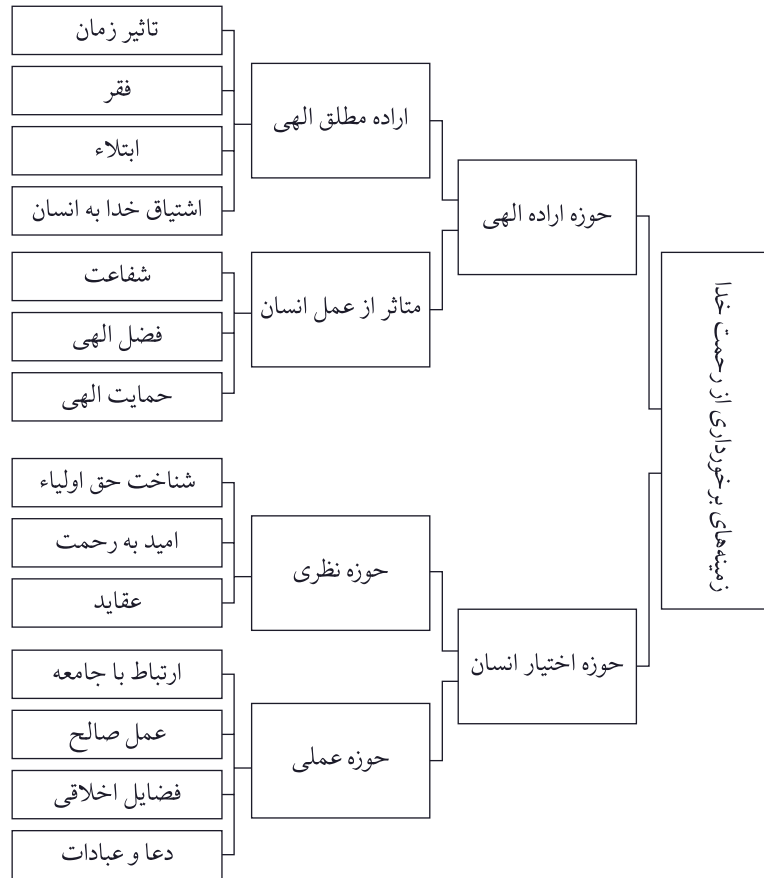 زمینه‌های برخورداری از رحمت خدا
حوزه اراده الهی
اراده مطلق الهی
تاثیر زمان
فقر
ابتلاء
اشتیاق خدا به انسان
متاثر از عمل انسان
شفاعت
فضل الهی
حمایت الهی
حوزه اختیار انسان
حوزه نظری
شناخت حق اولیاء
امید به رحمت
عقاید
حوزه عملی
ارتباط با جامعه
عمل صالح
فضایل اخلاقی
دعا و عبادات